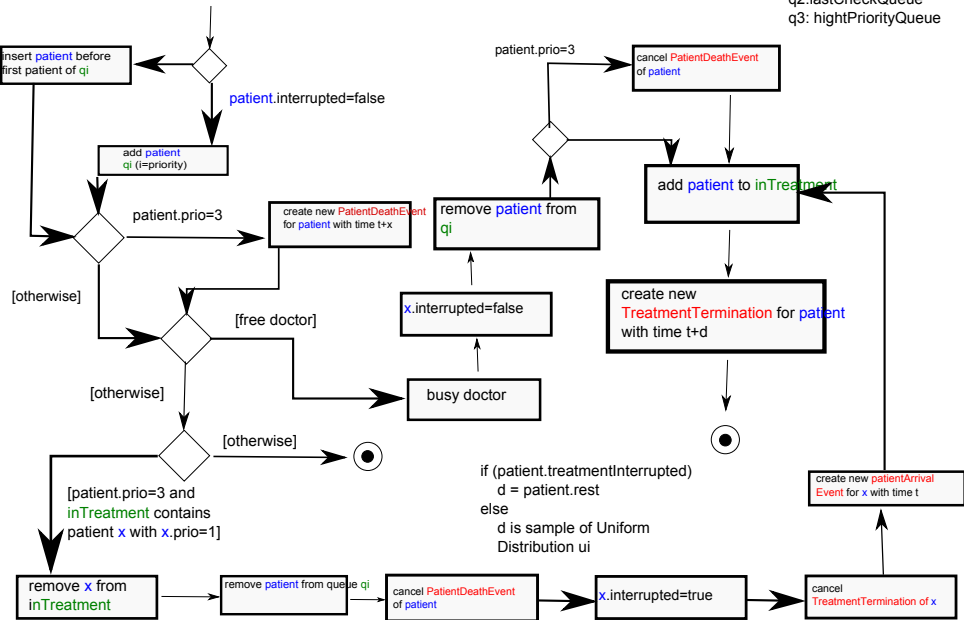 q2:lastCheckQueue
q3: hightPriorityQueue
insert patient before
first patient of qi
patient.interrupted=false
add patient
qi (i=priority)
patient.prio=3
create new PatientDeathEvent
for patient with time t+x
[otherwise]
[free doctor]
[otherwise]
[otherwise]
patient.prio=3
cancel PatientDeathEvent
of patient
add patient to inTreatment
remove patient from
qi
x.interrupted=false
busy doctor
create new
TreatmentTermination for patient
with time t+d
[patient.prio=3 and
inTreatment contains
patient x with x.prio=1]
if (patient.treatmentInterrupted)
d = patient.rest
else
d is sample of Uniform
Distribution ui
create new patientArrival
Event for x with time t
remove x from
inTreatment
remove patient from queue qi
cancel PatientDeathEvent
of patient
x.interrupted=true
cancel
TreatmentTermination of x